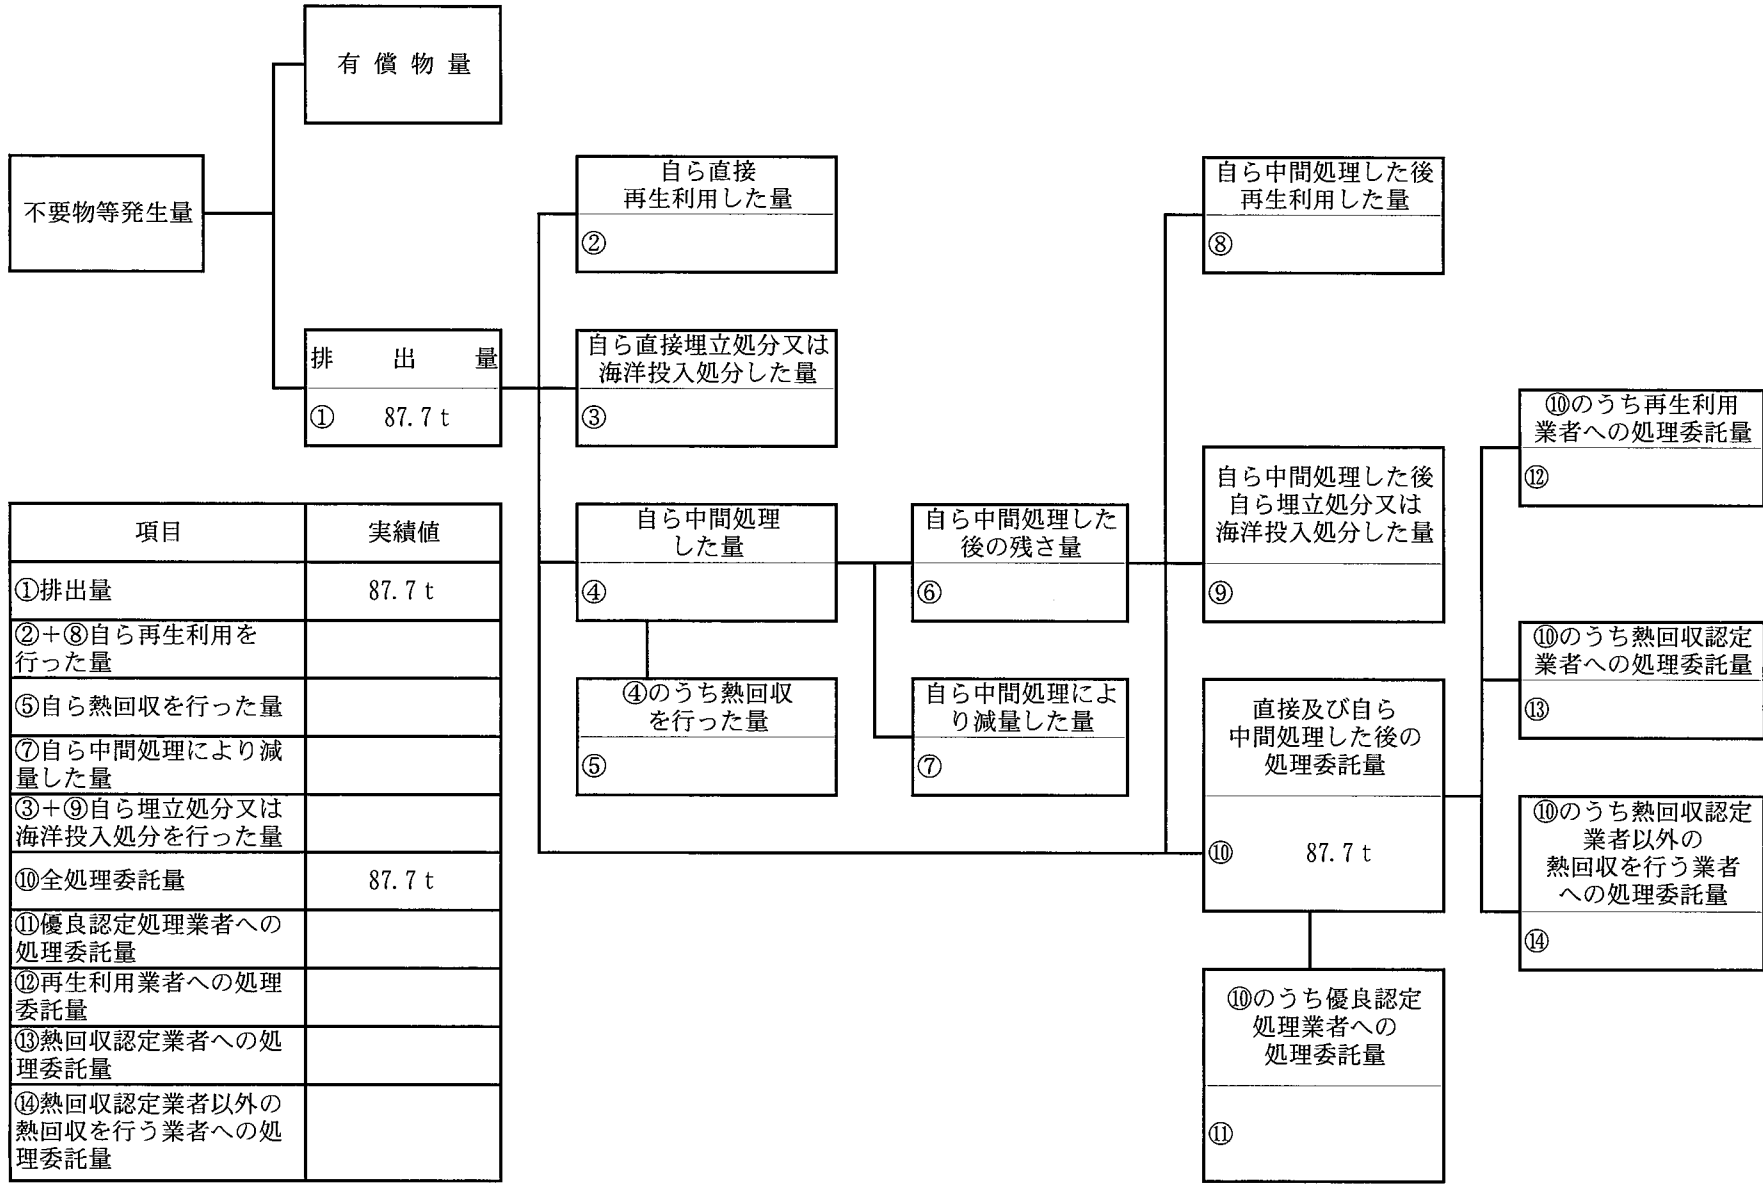 有償物量
不要物等発生量
排出量
① 87.7 t
自ら直接
再生利用した量
②
自ら直接埋立処分又は
海洋投入処分した量
③
自ら中間処理
した量
④
④のうち熱回収
を行った量
⑤
自ら中間処理した
後の残さ量
⑥
自ら中間処理によ
り減量した量
⑦
自ら中間処理した後
再生利用した量
⑧
自ら中間処理した後
自ら埋立処分又は
海洋投入処分した量
⑨
直接及び自ら
中間処理した後の
処理委託量
⑩ 87.7 t
⑩のうち優良認定
処理業者への
処理委託量
⑪
⑩のうち再生利用
業者への処理委託量
⑫
⑩のうち熱回収認定
業者への処理委託量
⑬
⑩のうち熱回収認定
業者以外の
熱回収を行う業者
への処理委託量
⑭
項目 実績値
①排出量 87.7 t
②+⑧自ら再生利用を
行った量
⑤自ら熱回収を行った量
⑦自ら中間処理により減
量した量
③+⑨自ら埋立処分又は
海洋投入処分を行った量
⑩全処理委託量 87.7 t
⑪優良認定処理業者への
処理委託量
⑫再生利用業者への処理
委託量
⑬熱回収認定業者への処
理委託量
⑭熱回収認定業者以外の
熱回収を行う業者への処
理委託量